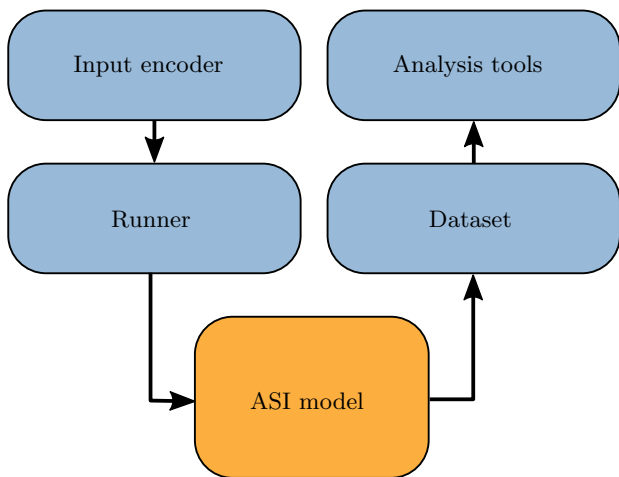 Input encoder
Analysis tools
Runner
Dataset
ASI model